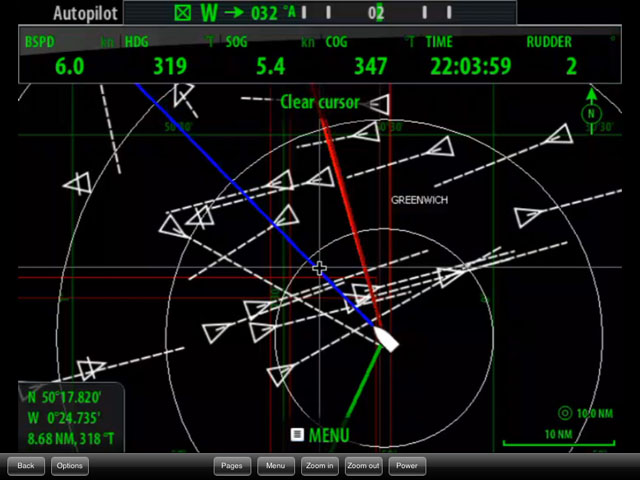 Autopilot W → 032 °A 02
BSPD kn HDG °T SOG kn COG °T TIME RUDDER °
6.0 319 5.4 347 22:03:59 2
Clear cursor
N
GREENWICH
N 50°17.820'
W 0°24.735'
8.68 NM, 318 °T
10.0 NM
10 NM
MENU
Back Options Pages Menu Zoom in Zoom out Power